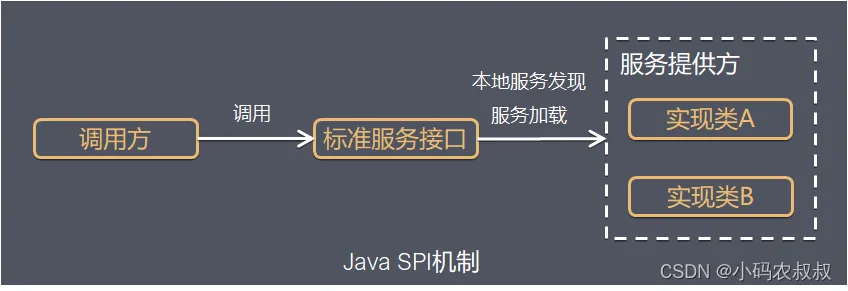 调用方
调用
标准服务接口
本地服务发现
服务加载
服务提供方
实现类A
实现类B
Java SPI机制
CSDN @小码农叔叔